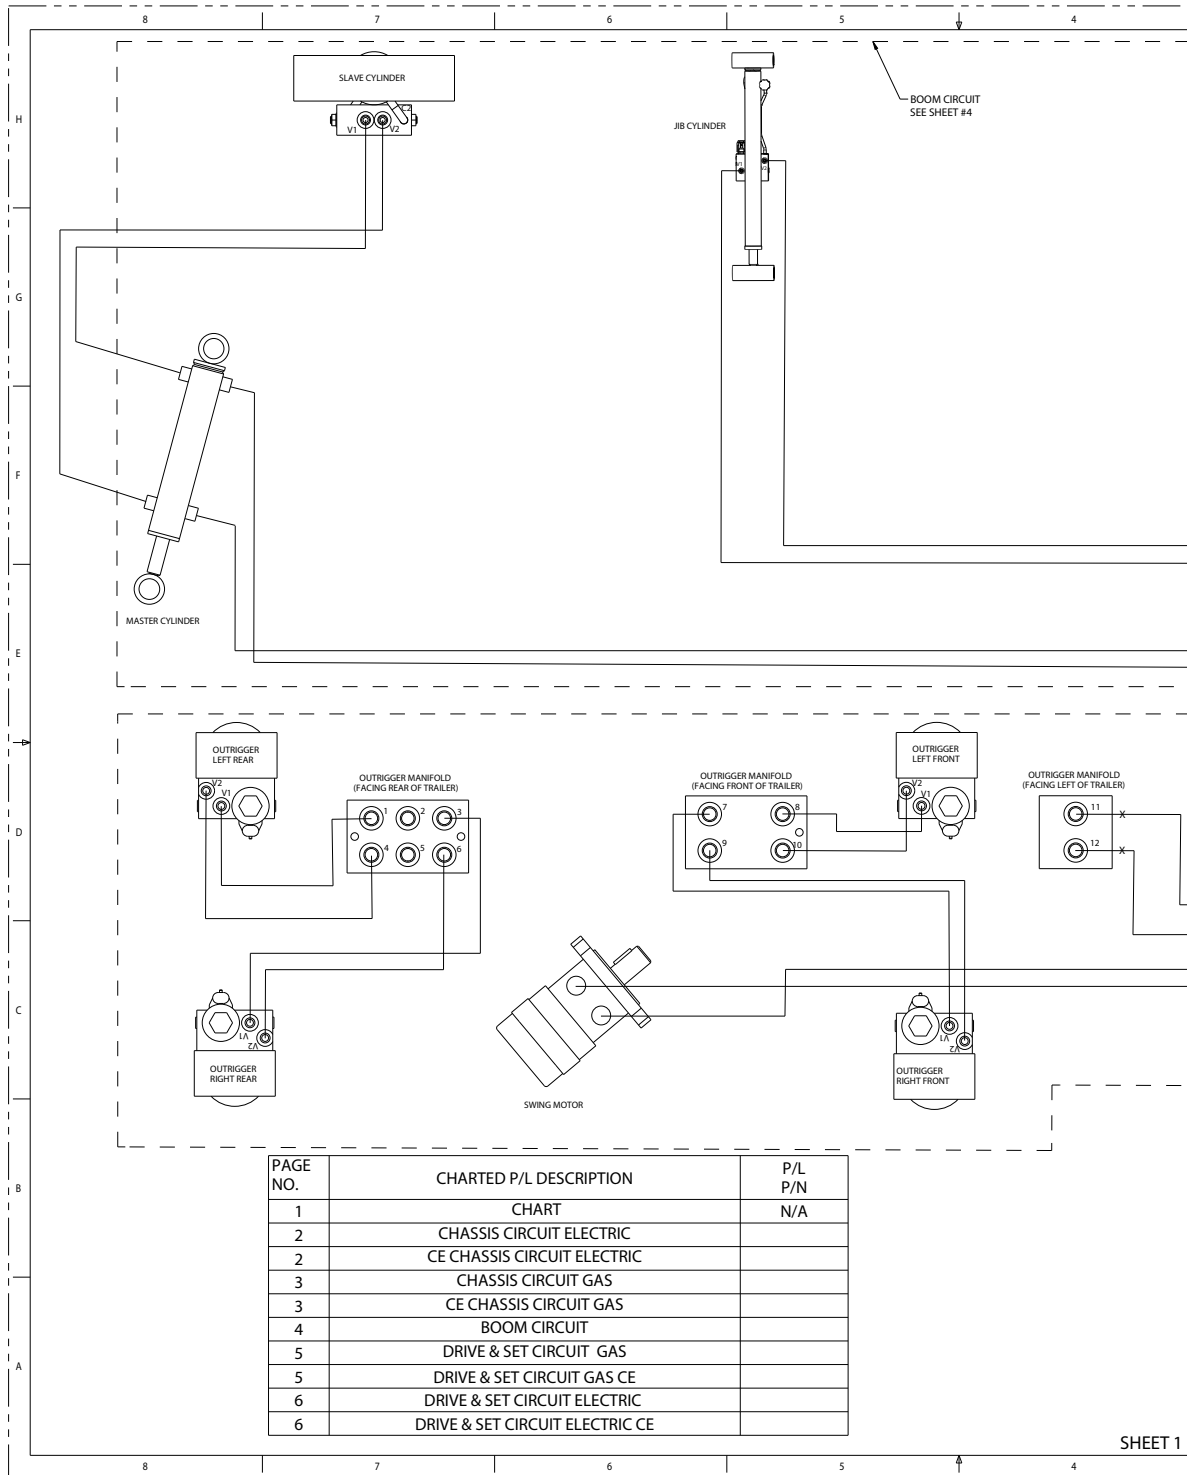 8 7 6 5 4
H
G
F
E
D
C
B
A
SLAVE CYLINDER
C2
V1 V2
JIB CYLINDER
BOOM CIRCUIT
SEE SHEET #4
MASTER CYLINDER
OUTRIGGER
LEFT REAR
V2
V1
OUTRIGGER MANIFOLD
(FACING REAR OF TRAILER)
1 2 3
4 5 6
OUTRIGGER MANIFOLD
(FACING FRONT OF TRAILER)
7 8
9 10
OUTRIGGER
LEFT FRONT
V2
V1
OUTRIGGER MANIFOLD
(FACING LEFT OF TRAILER)
11 X
12 X
V1
V2
OUTRIGGER
RIGHT REAR
SWING MOTOR
V1
V2
OUTRIGGER
RIGHT FRONT
PAGE NO. CHARTED P/L DESCRIPTION P/L P/N
1 CHART N/A
2 CHASSIS CIRCUIT ELECTRIC
2 CE CHASSIS CIRCUIT ELECTRIC
3 CHASSIS CIRCUIT GAS
3 CE CHASSIS CIRCUIT GAS
4 BOOM CIRCUIT
5 DRIVE & SET CIRCUIT GAS
5 DRIVE & SET CIRCUIT GAS CE
6 DRIVE & SET CIRCUIT ELECTRIC
6 DRIVE & SET CIRCUIT ELECTRIC CE
SHEET 1
8 7 6 5 4